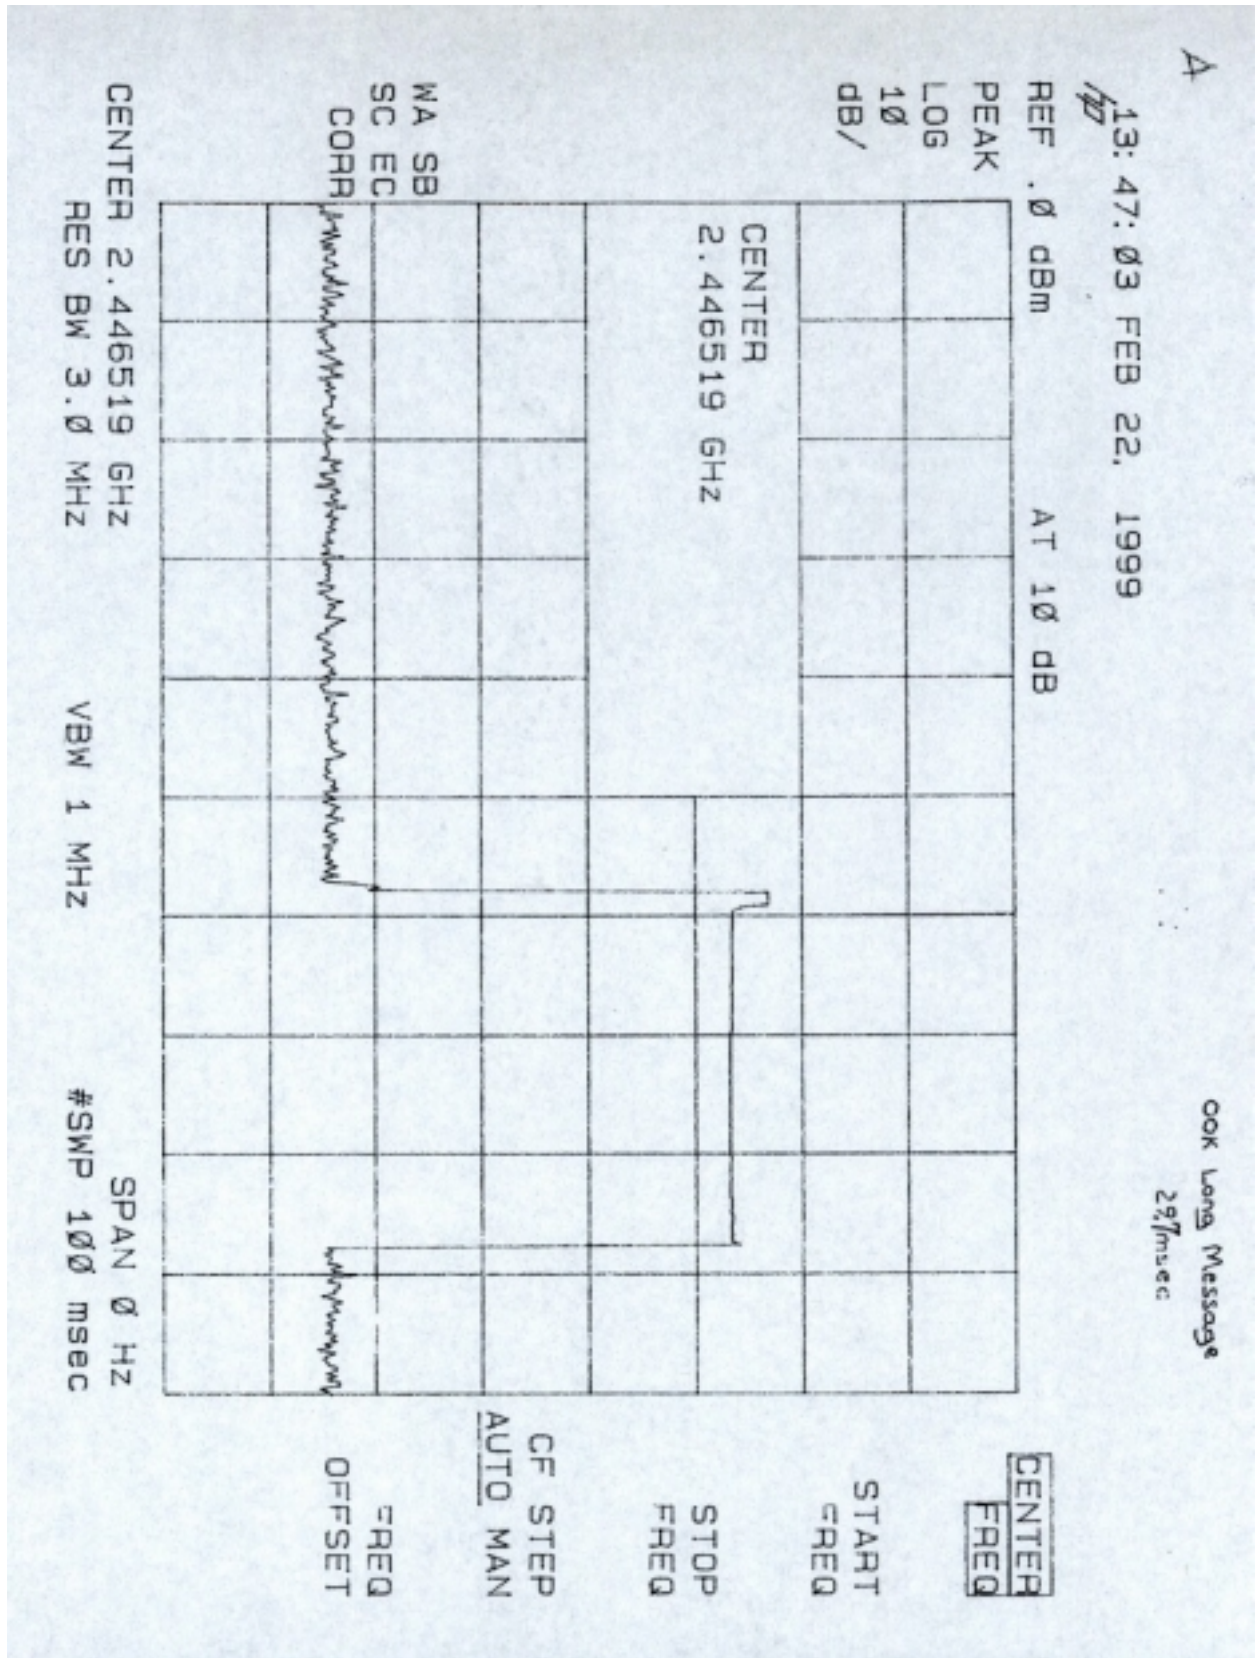 A
OOK Long Message
29.7msec
13:47:03 FEB 22, 1999
hp
REF .0 dBm AT 10 dB
PEAK
LOG
10
dB/
CENTER
2.446519 GHz
WA SB
SC EC
CORR
CENTER 2.446519 GHz SPAN 0 Hz
RES BW 3.0 MHz VBW 1 MHz #SWP 100 msec
CENTER
FREQ
START
FREQ
STOP
FREQ
CF STEP
AUTO MAN
FREQ
OFFSET